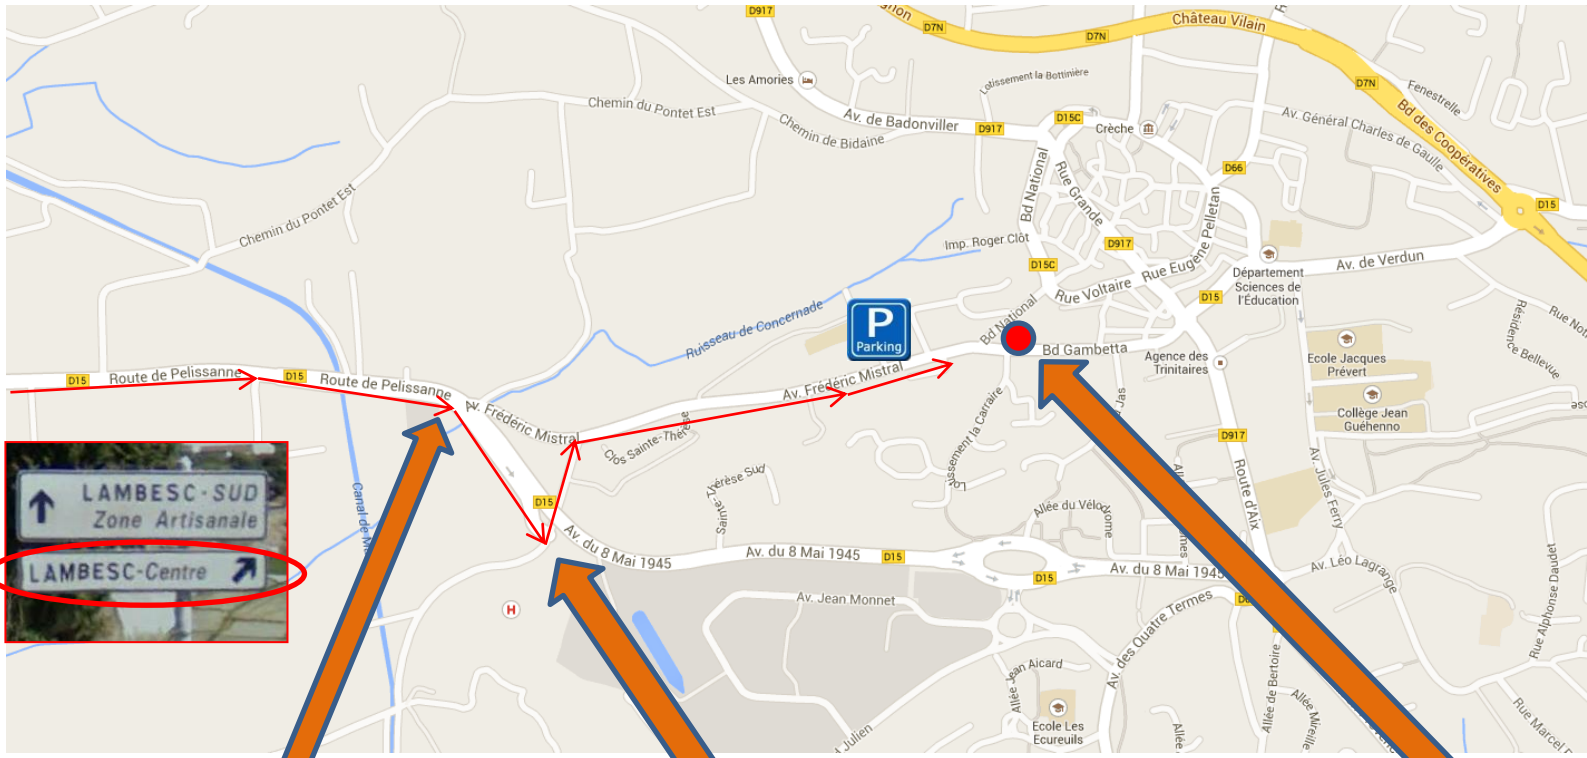 D917
D7N
Château Vilain
D7N
Les Amories
Lotissement la Bottinière
D7N
Fenestrelle
Chemin du Pontet Est
Av. de Badonviller
D917
D15C
Crèche
Av. Général Charles de Gaulle
Bd des Coopératives
Chemin de Bidaine
D66
Bd National
Rue Grande
D15
Chemin du Pontet Est
Imp. Roger Clôt
D917
Rue Eugène Pelletan
D15C
Av. de Verdun
Département
Sciences de
l'Éducation
Rue Voltaire
D15
Ruisseau de Concernade
P
Parking
Bd National
Bd Gambetta
Agence des
Trinitaires
Ecole Jacques
Prévert
Résidence Bellevue
D15
Route de Pelissanne
D15
Route de Pelissanne
Av. Frédéric Mistral
Av. Frédéric Mistral
Collège Jean
Guéhenno
Clos Sainte-Thérèse
Lotissement la Carraire
Jas
D917
Route d'Aix
Av. Jules Ferry
LAMBESC-SUD
Zone Artisanale
LAMBESC-Centre
Canal de
Thérèse Sud
Sainte-
D15
Allée du Vélo
Av. du 8 Mai 1945
Av. du 8 Mai 1945
D15
D15
Av. du 8 Mai 1945
Av. Léo Lagrange
Rue Alphonse Daudet
H
Av. Jean Monnet
Av. des Quatre Termes
Allée Jean Aicard
Ecole Les
Ecureuils
Julien
Allée de Bertoire
Allée Mireille
Rue Marcel